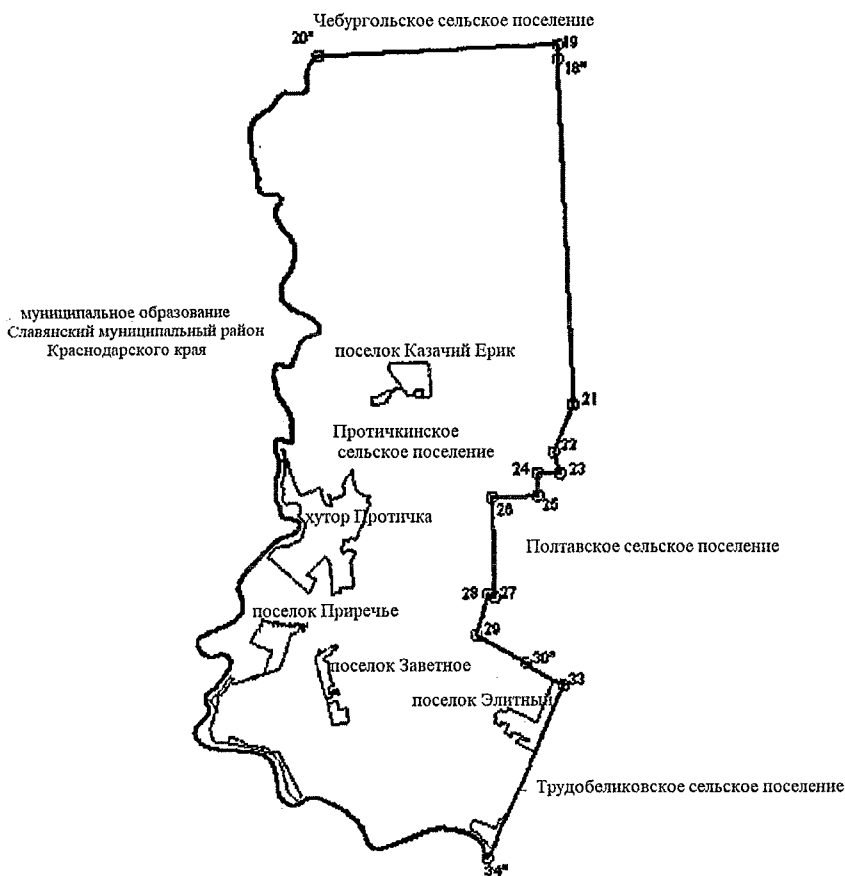 Чебургольское сельское поселение
20"
19
18"
муниципальное образование
Славянский муниципальный район
Краснодарского края
поселок Казачий Ерик
21
Протичкинское
сельское поселение
22
24
23
26
25
хутор Протичка
Полтавское сельское поселение
28
27
поселок Приречье
29
поселок Заветное
30"
33
поселок Элитный
Трудобеликовское сельское поселение
34"